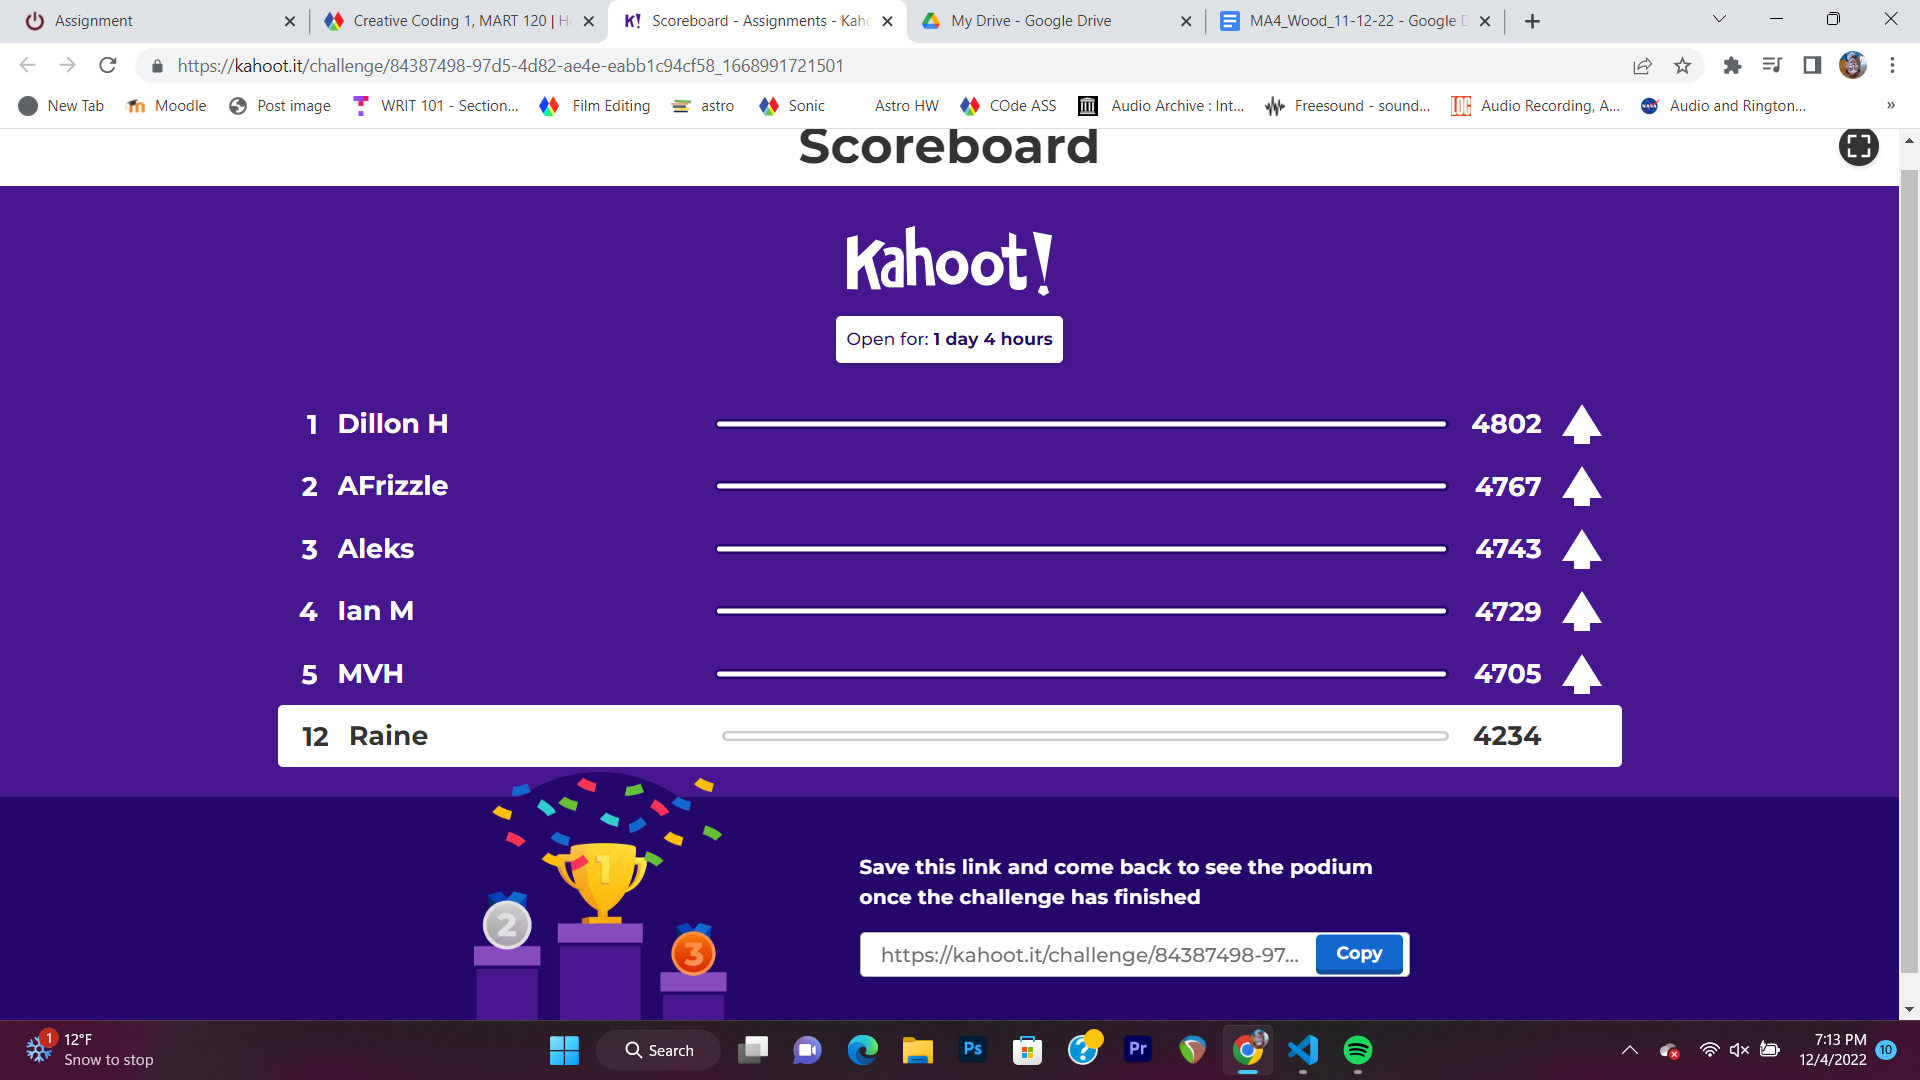 Assignment
Creative Coding 1, MART 120 | H
Scoreboard - Assignments - Kaho
My Drive - Google Drive
MA4_Wood_11-12-22 - Google D
https://kahoot.it/challenge/84387498-97d5-4d82-ae4e-eabb1c94cf58_1668991721501
New Tab
Moodle
Post image
WRIT 101 - Section...
Film Editing
astro
Sonic
Astro HW
COde ASS
Audio Archive : Int...
Freesound - sound...
LOC
Audio Recording, A...
NASA
Audio and Rington...
Scoreboard
Kahoot!
Open for: 1 day 4 hours
1 Dillon H 4802
2 AFrizzle 4767
3 Aleks 4743
4 Ian M 4729
5 MVH 4705
12 Raine 4234
1
2
3
Save this link and come back to see the podium
once the challenge has finished
https://kahoot.it/challenge/84387498-97... Copy
1
12°F
Snow to stop
Search
Ps
Pr
7:13 PM
12/4/2022
10